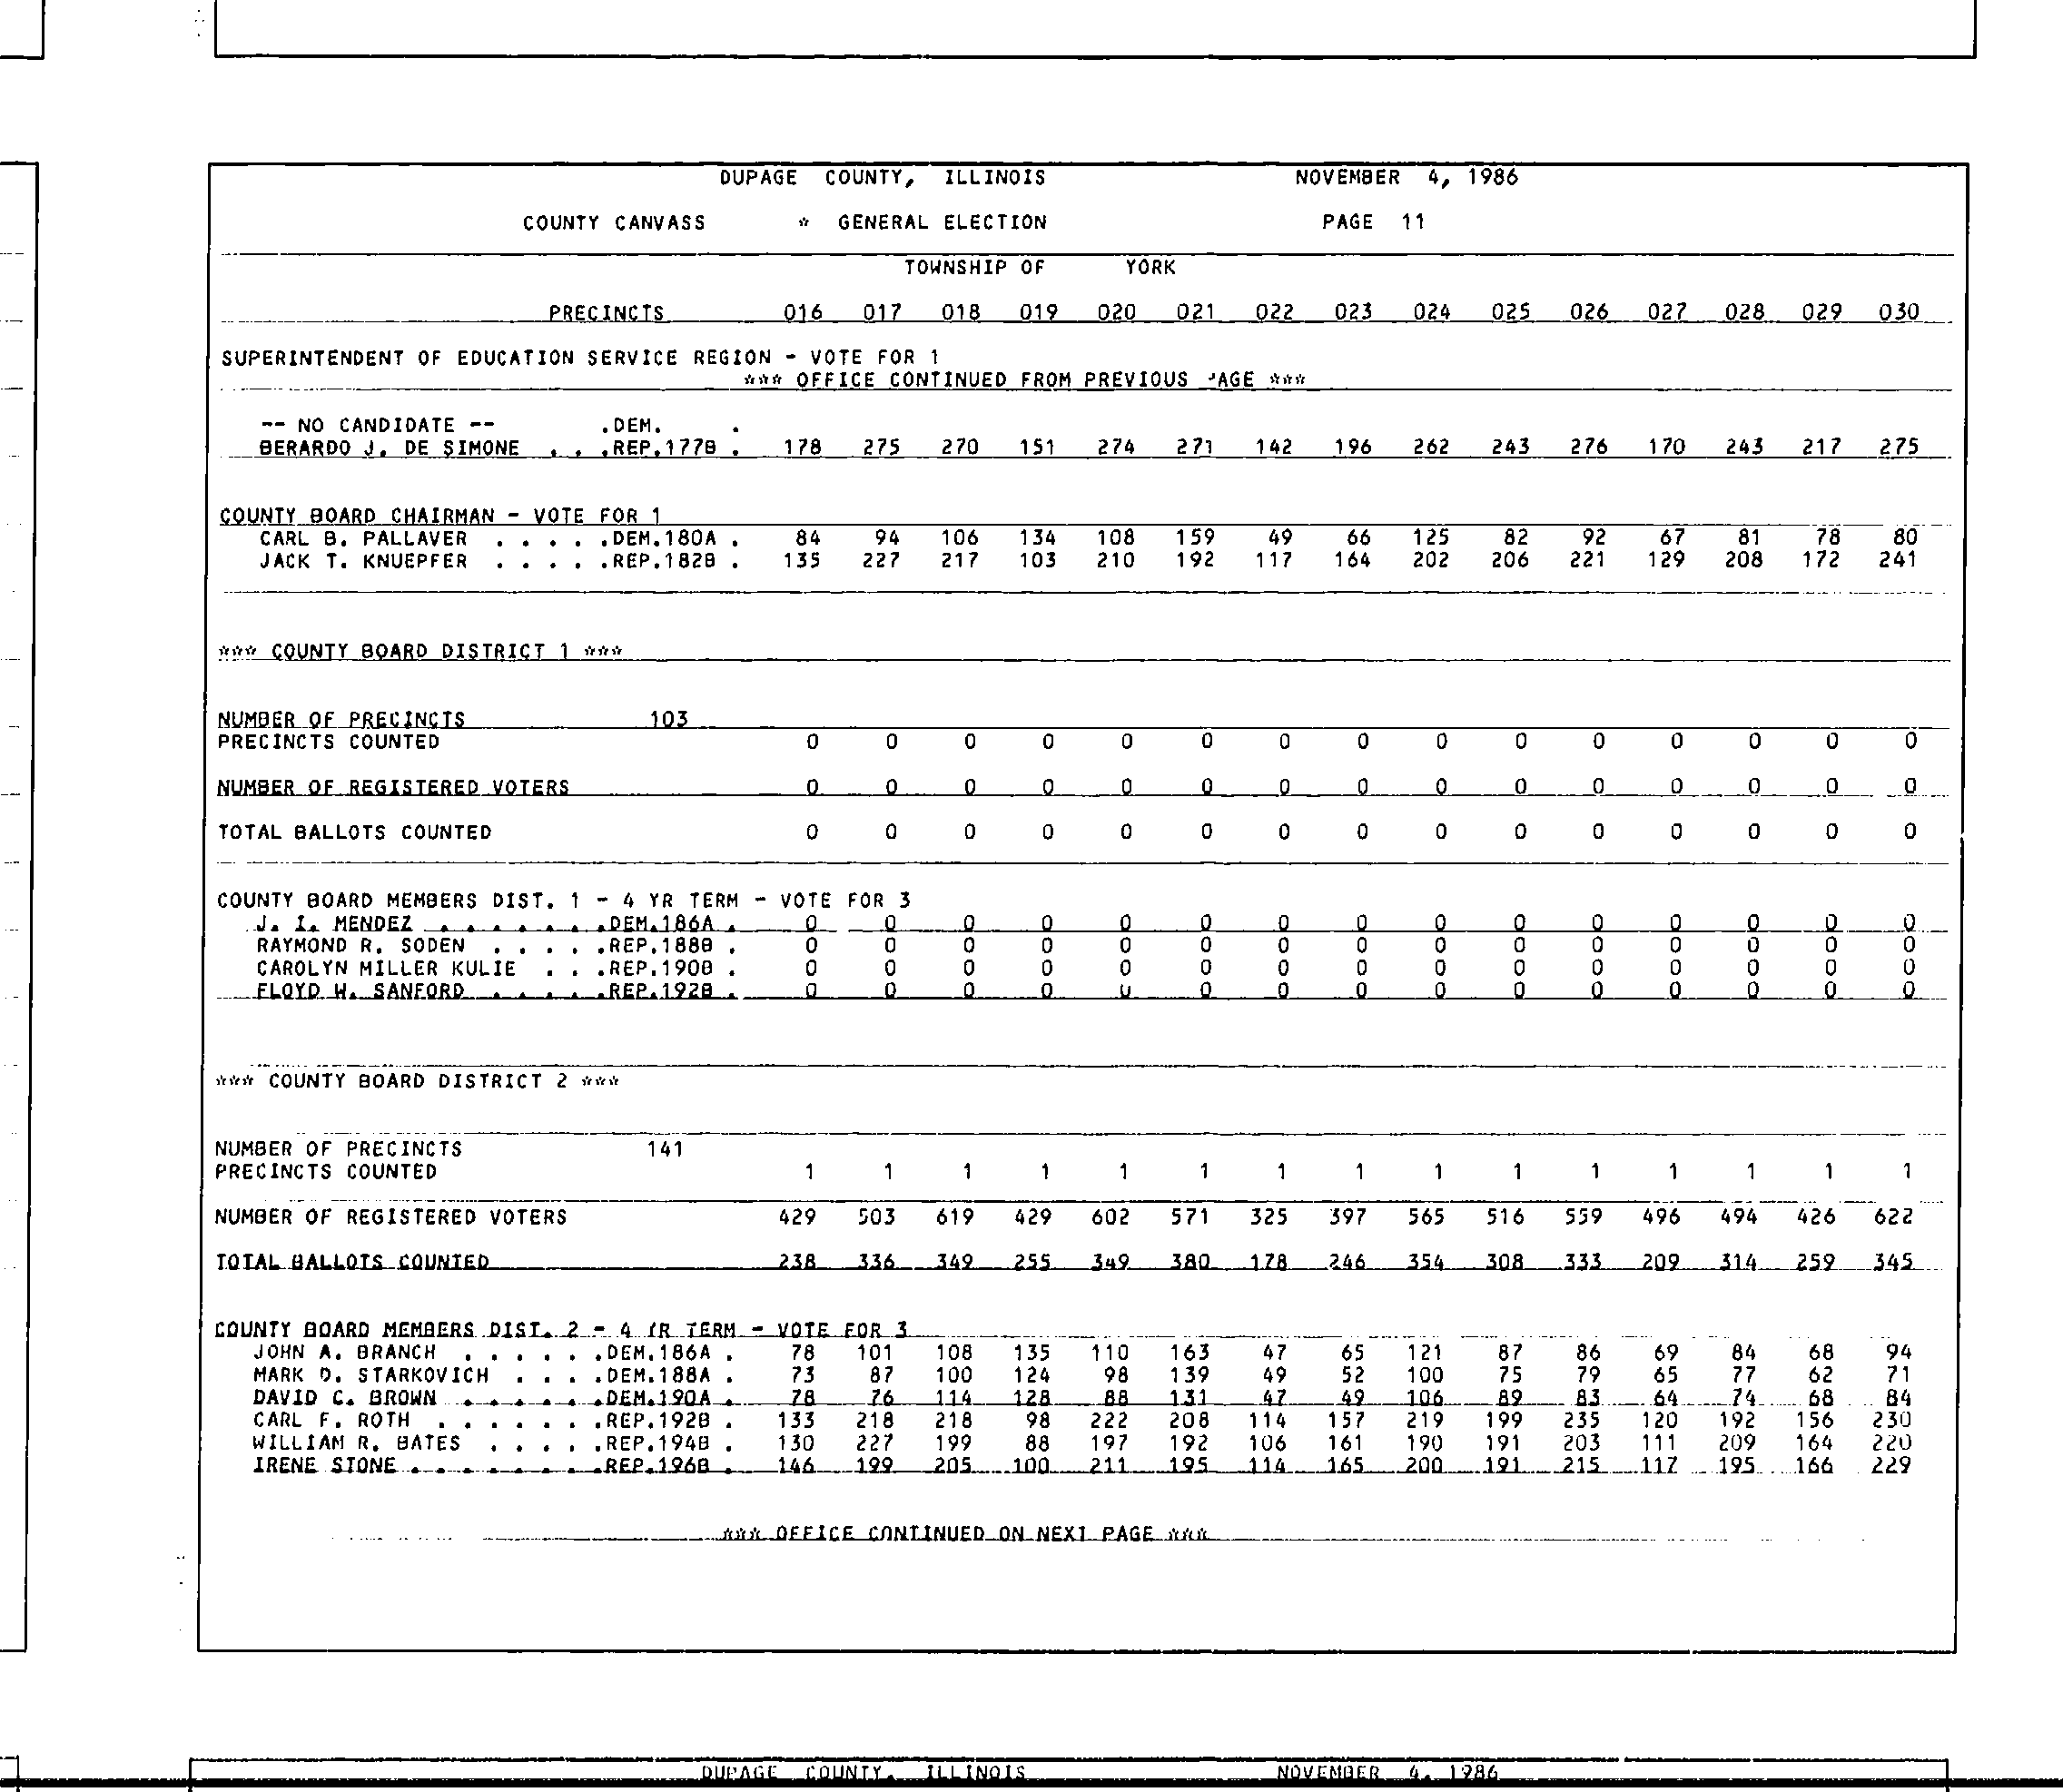 DUPAGE COUNTY, ILLINOIS NOVEMBER 4, 1986
COUNTY CANVASS * GENERAL ELECTION PAGE 11
TOWNSHIP OF YORK
PRECINCTS 016 017 018 019 020 021 022 023 024 025 026 027 028 029 030
SUPERINTENDENT OF EDUCATION SERVICE REGION - VOTE FOR 1
*** OFFICE CONTINUED FROM PREVIOUS PAGE ***
-- NO CANDIDATE -- .DEM. .
BERARDO J. DE SIMONE . . .REP.177B . 178 275 270 151 274 271 142 196 262 243 276 170 243 217 275
COUNTY BOARD CHAIRMAN - VOTE FOR 1
CARL B. PALLAVER . . . . .DEM.180A . 84 94 106 134 108 159 49 66 125 82 92 67 81 78 80
JACK T. KNUEPFER . . . . .REP.182B . 135 227 217 103 210 192 117 164 202 206 221 129 208 172 241
*** COUNTY BOARD DISTRICT 1 ***
NUMBER OF PRECINCTS 103
PRECINCTS COUNTED 0 0 0 0 0 0 0 0 0 0 0 0 0 0 0
NUMBER OF REGISTERED VOTERS 0 0 0 0 0 0 0 0 0 0 0 0 0 0 0
TOTAL BALLOTS COUNTED 0 0 0 0 0 0 0 0 0 0 0 0 0 0 0
COUNTY BOARD MEMBERS DIST. 1 - 4 YR TERM - VOTE FOR 3
J. I. MENDEZ . . . . . . .DEM.186A . 0 0 0 0 0 0 0 0 0 0 0 0 0 0 0
RAYMOND R. SODEN . . . . .REP.188B . 0 0 0 0 0 0 0 0 0 0 0 0 0 0 0
CAROLYN MILLER KULIE . . .REP.190B . 0 0 0 0 0 0 0 0 0 0 0 0 0 0 0
FLOYD W. SANFORD . . . . .REP.192B . 0 0 0 0 0 0 0 0 0 0 0 0 0 0 0
*** COUNTY BOARD DISTRICT 2 ***
NUMBER OF PRECINCTS 141
PRECINCTS COUNTED 1 1 1 1 1 1 1 1 1 1 1 1 1 1 1
NUMBER OF REGISTERED VOTERS 429 503 619 429 602 571 325 397 565 516 559 496 494 426 622
TOTAL BALLOTS COUNTED 238 336 349 255 349 380 178 246 354 308 333 209 314 259 345
COUNTY BOARD MEMBERS DIST. 2 - 4 YR TERM - VOTE FOR 3
JOHN A. BRANCH . . . . . .DEM.186A . 78 101 108 135 110 163 47 65 121 87 86 69 84 68 94
MARK D. STARKOVICH . . . .DEM.188A . 73 87 100 124 98 139 49 52 100 75 79 65 77 62 71
DAVID C. BROWN . . . . . .DEM.190A . 78 76 114 128 88 131 47 49 106 89 83 64 74 68 84
CARL F. ROTH . . . . . . .REP.192B . 133 218 218 98 222 208 114 157 219 199 235 120 192 156 230
WILLIAM R. BATES . . . . .REP.194B . 130 227 199 88 197 192 106 161 190 191 203 111 209 164 220
IRENE STONE . . . . . . . .REP.196B . 146 199 205 100 211 195 114 165 200 191 215 117 195 166 229
*** OFFICE CONTINUED ON NEXT PAGE ***
DUPAGE COUNTY, ILLINOIS NOVEMBER 4, 1986